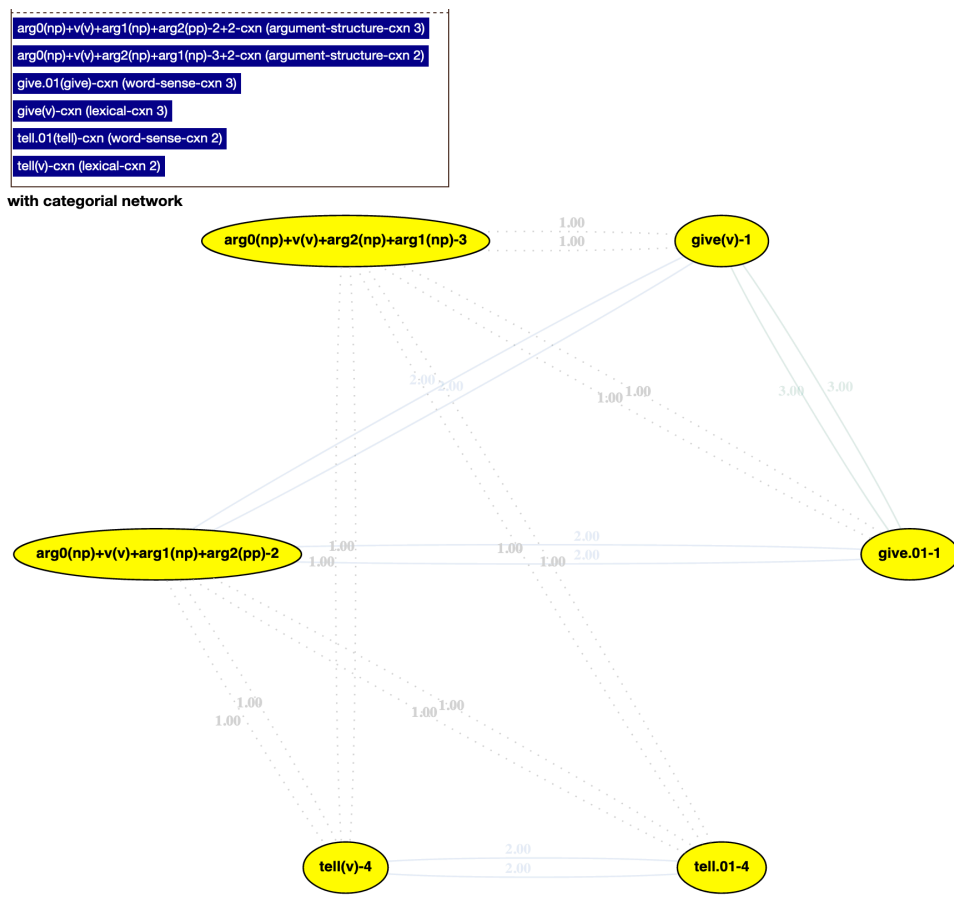 arg0(np)+v(v)+arg1(np)+arg2(pp)-2+2-cxn (argument-structure-cxn 3)
arg0(np)+v(v)+arg2(np)+arg1(np)-3+2-cxn (argument-structure-cxn 2)
give.01(give)-cxn (word-sense-cxn 3)
give(v)-cxn (lexical-cxn 3)
tell.01(tell)-cxn (word-sense-cxn 2)
tell(v)-cxn (lexical-cxn 2)
with categorial network
1.00
arg0(np)+v(v)+arg2(np)+arg1(np)-3
1.00
give(v)-1
2.00
2.00
1.00
1.00
3.00
3.00
2.00
arg0(np)+v(v)+arg1(np)+arg2(pp)-2
2.00
give.01-1
1.00
1.00
1.00
1.00
1.00
1.00
1.00
1.00
2.00
tell(v)-4
2.00
tell.01-4